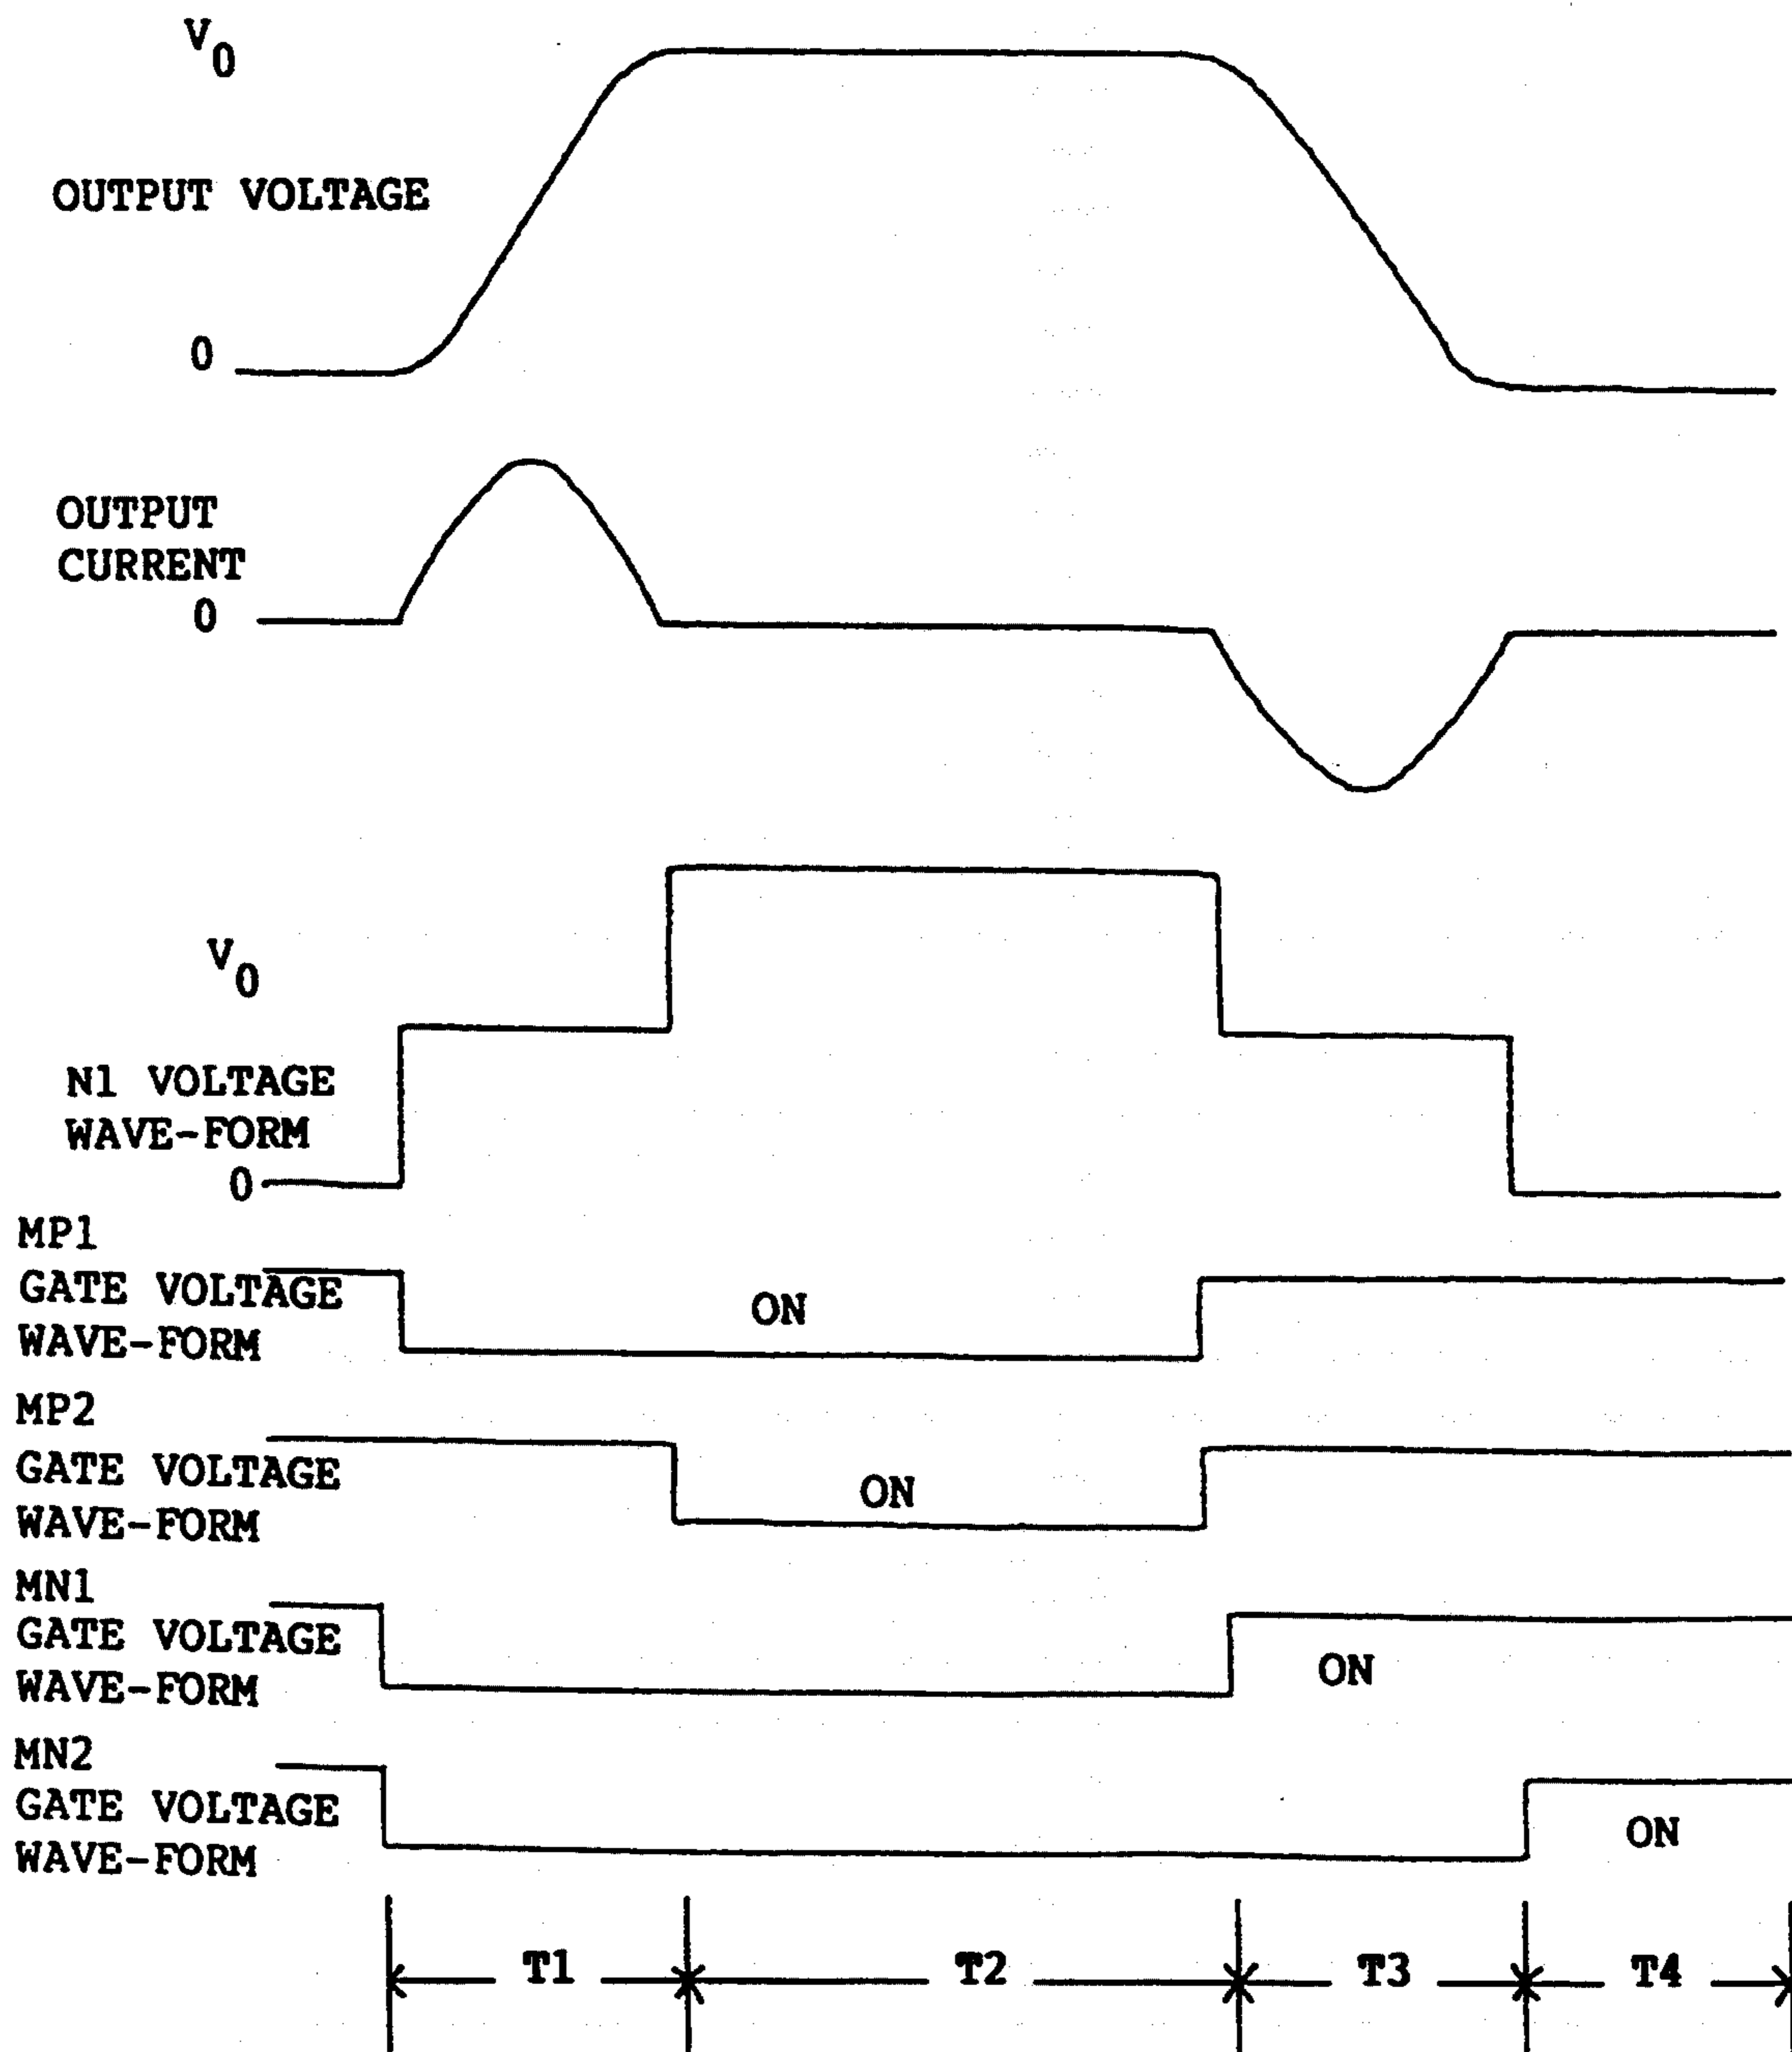 V0
OUTPUT VOLTAGE
0
OUTPUT
CURRENT
0
V0
N1 VOLTAGE
WAVE-FORM
0
MP1
GATE VOLTAGE
WAVE-FORM
ON
MP2
GATE VOLTAGE
WAVE-FORM
ON
MN1
GATE VOLTAGE
WAVE-FORM
ON
MN2
GATE VOLTAGE
WAVE-FORM
ON
T1 T2 T3 T4